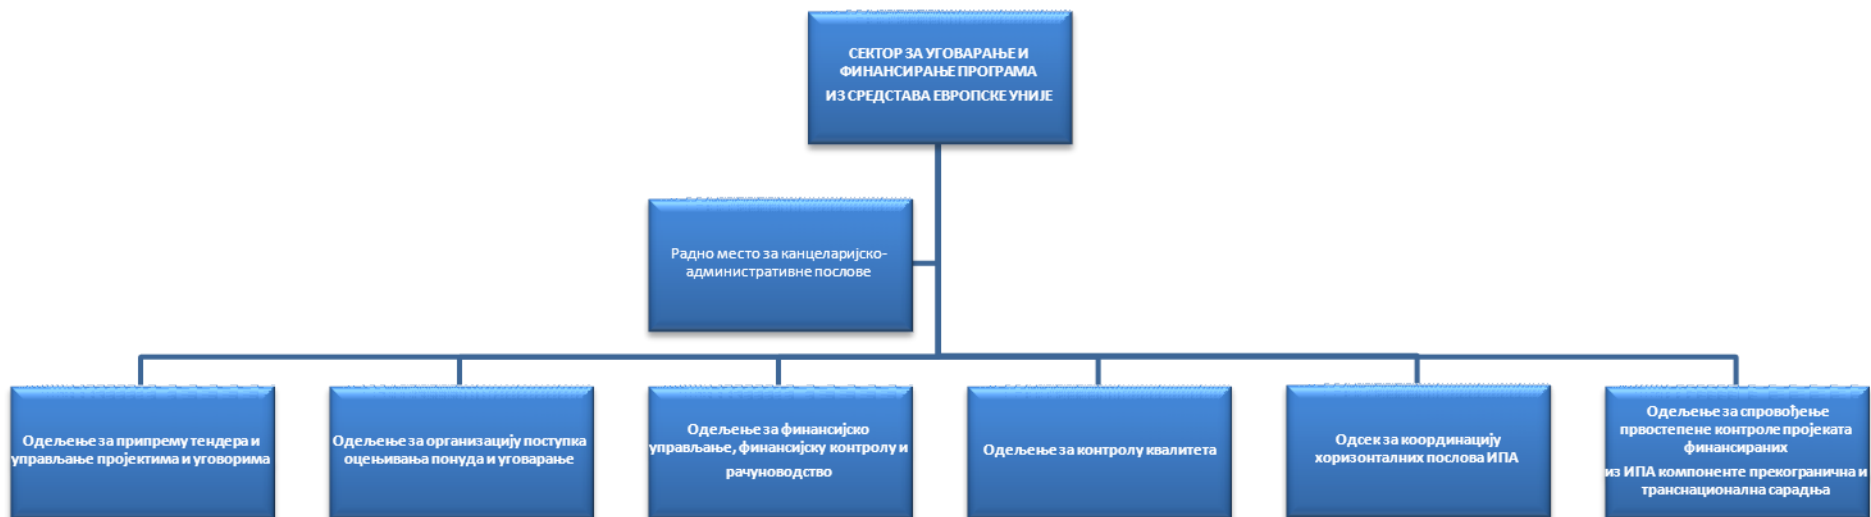 СЕКТОР ЗА УГОВАРАЊЕ И
ФИНАНСИРАЊЕ ПРОГРАМА
ИЗ СРЕДСТАВА ЕВРОПСКЕ УНИЈЕ
Радно место за канцеларијско-
административне послове
Одељење за припрему тендера и
управљање пројектима и уговорима
Одељење за организацију поступка
оцењивања понуда и уговарање
Одељење за финансијско
управљање, финансијску контролу и
рачуноводство
Одељење за контролу квалитета
Одсек за координацију
хоризонталних послова ИПА
Одељење за спровођење
првостепене контроле пројеката
финансираних
из ИПА компоненте прекогранична и
транснационална сарадња